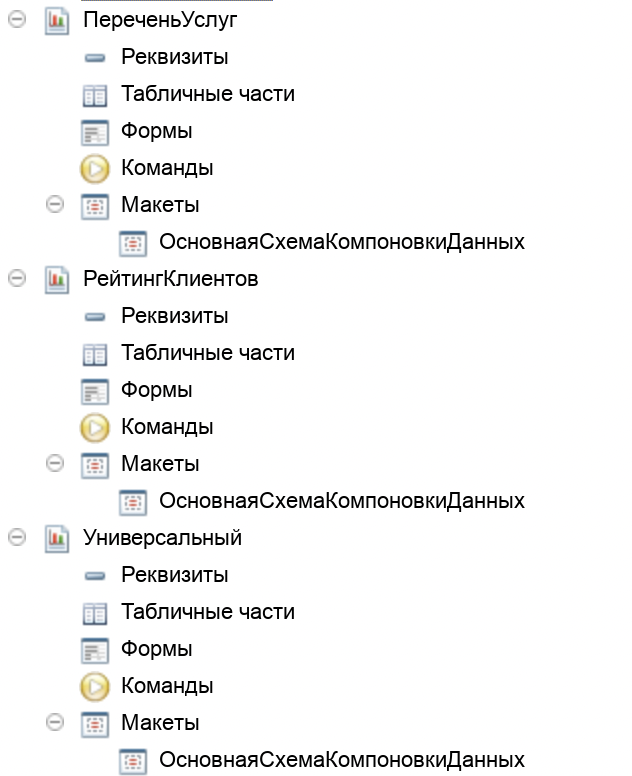 ПереченьУслуг
Реквизиты
Табличные части
Формы
Команды
Макеты
ОсновнаяСхемаКомпоновкиДанных
РейтингКлиентов
Реквизиты
Табличные части
Формы
Команды
Макеты
ОсновнаяСхемаКомпоновкиДанных
Универсальный
Реквизиты
Табличные части
Формы
Команды
Макеты
ОсновнаяСхемаКомпоновкиДанных